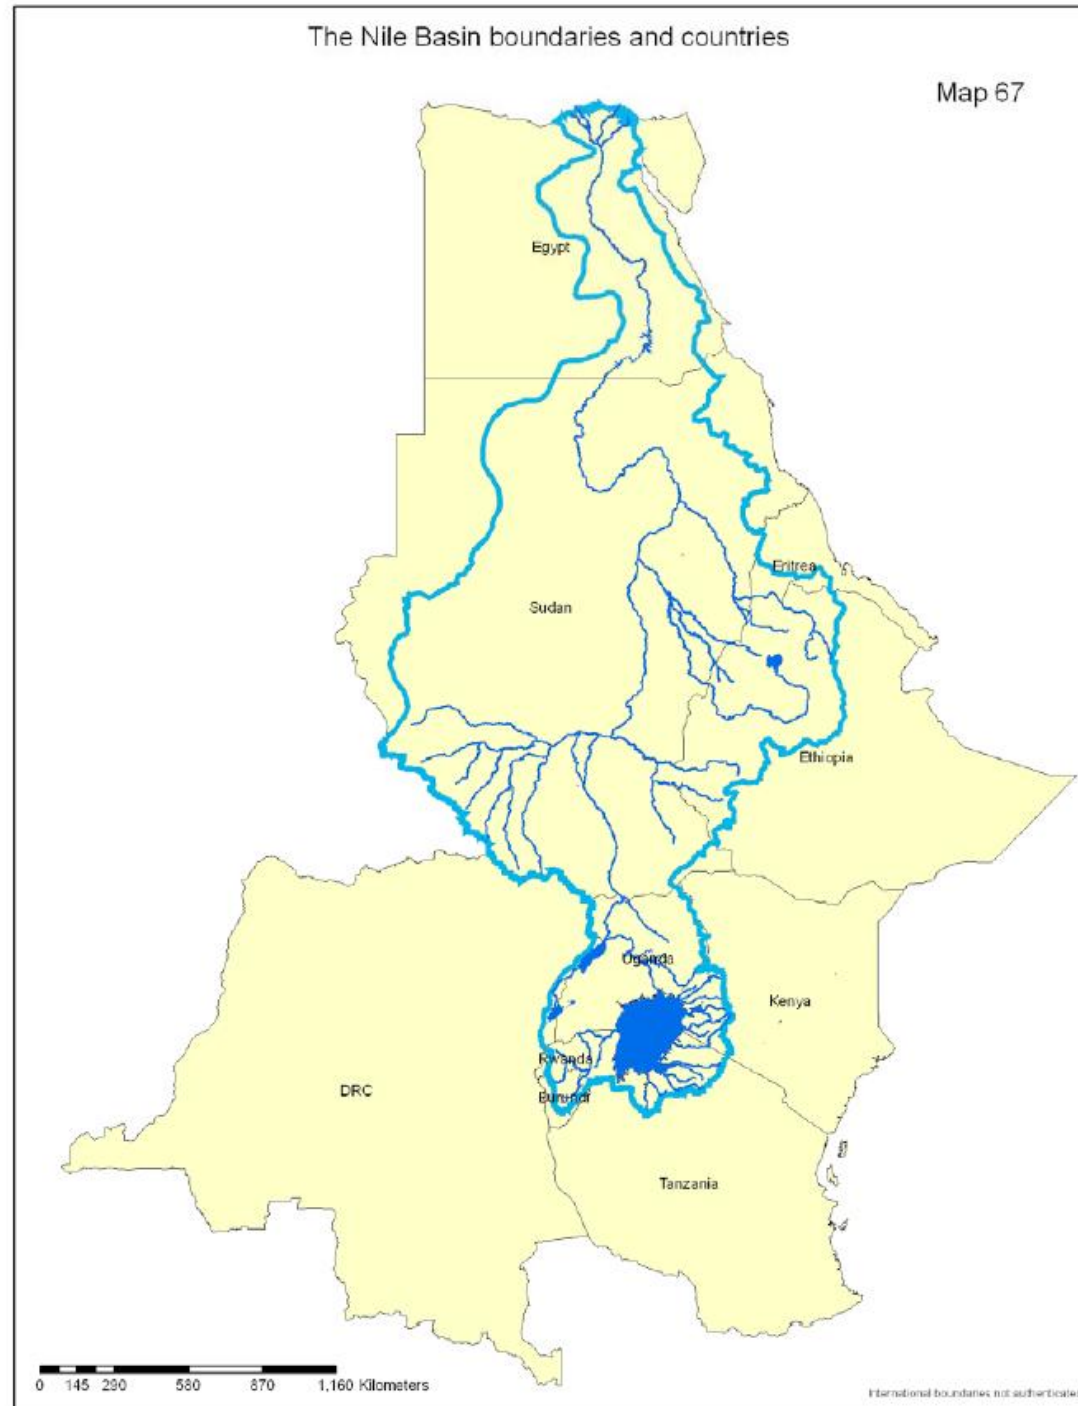 The Nile Basin boundaries and countries
Map 67
Egypt
Eritrea
Sudan
Ethiopia
Uganda
Kenya
Rwanda
DRC
Burundi
Tanzania
0 145 290 580 870 1,160 Kilometers
International boundaries not authenticated